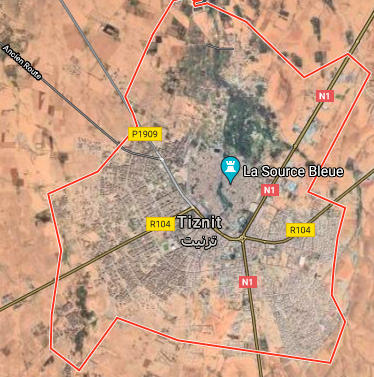 Ancien Route
N1
P1909
La Source Bleue
N1
R104
Tiznit
تزنيت
R104
N1